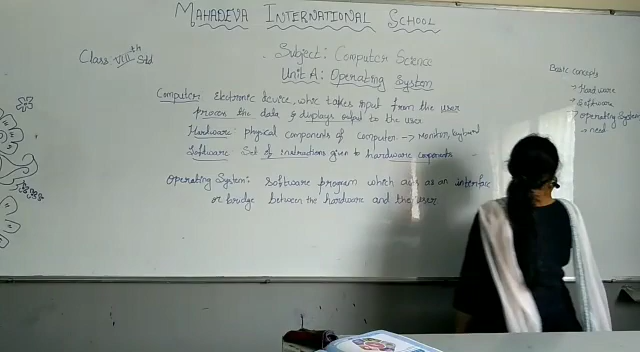 MAHADEVA INTERNATIONAL SCHOOL
Class VIIIth Std
Subject: Computer Science
Unit A: Operating System
Computer: Electronic device, whic takes input from the user
the data & displays output to the user
Hardware: physical components of computer → Monitor, keyboard
Software: Set of instructions given to hardware components
Operating System: Software program which acts as an interface
or bridge between the hardware and the user
Basic concepts
→ Hardware
→ Software
→ Operating System
→ need